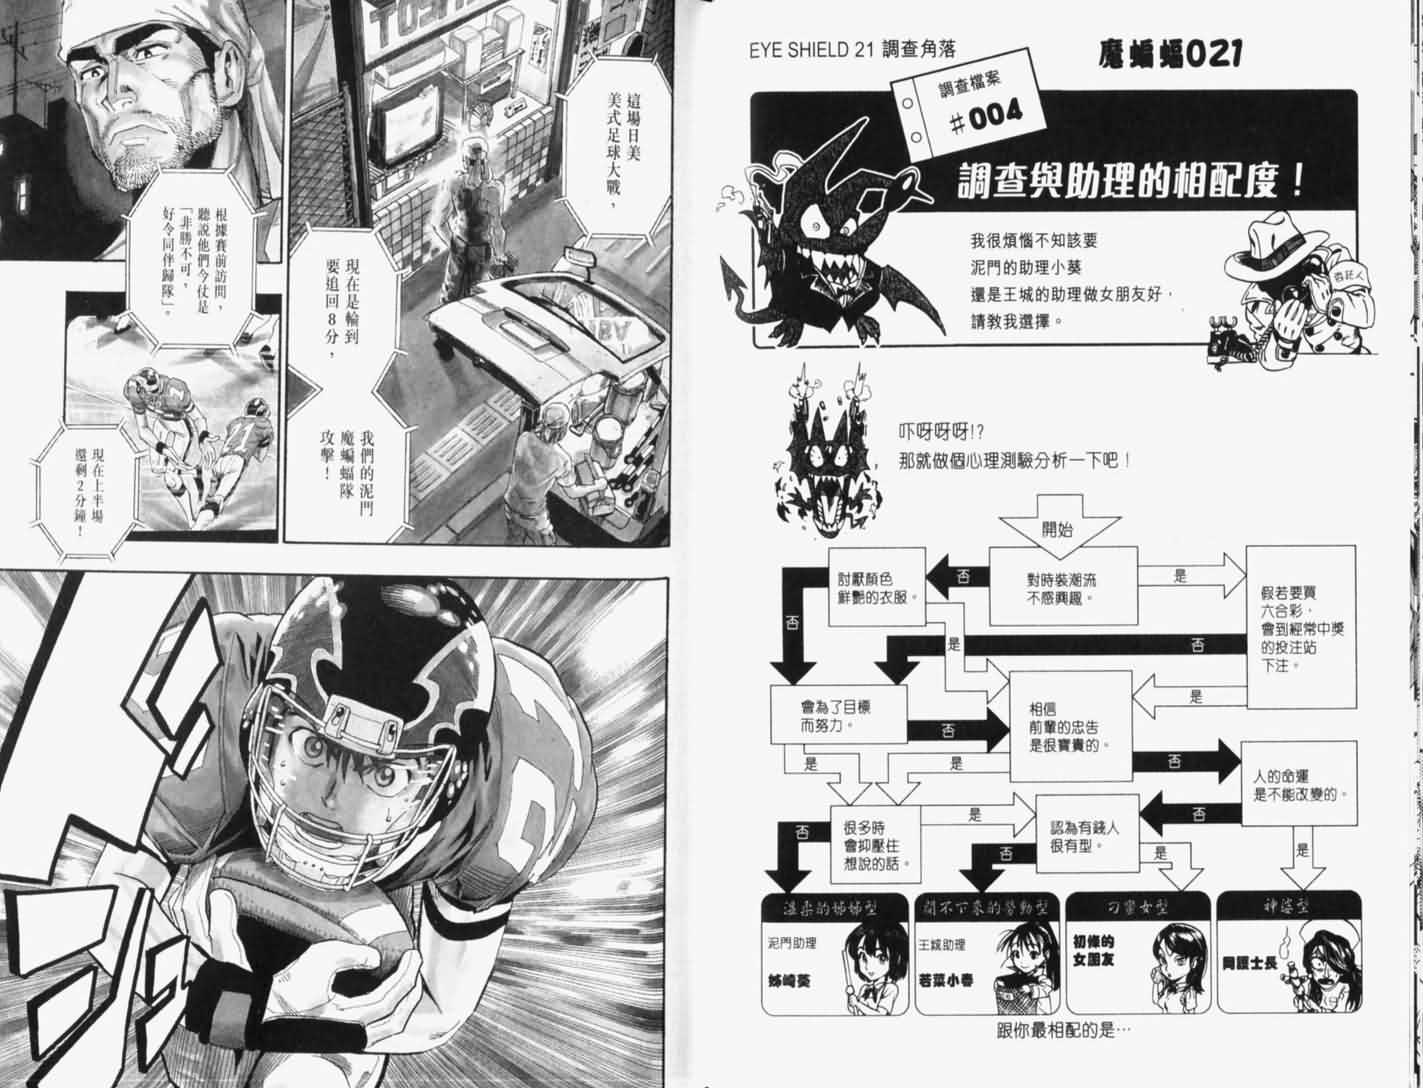 這場日美
美式足球大戰，
現在是輪到
要追回8分，
我們的泥門
魔蝙蝠隊
攻擊！
根據賽前訪問，
聽說他們今仗是
「非勝不可，
好令同伴歸隊」。
現在上半場
還剩2分鐘！
EYE SHIELD 21 調查角落
魔蝙蝠021
調查檔案
#004
調查與助理的相配度！
我很煩惱不知該要
泥門的助理小葵
還是王城的助理做女朋友好，
請教我選擇。
委託人
吓呀呀呀!?
那就做個心理測驗分析一下吧！
開始
對時裝潮流
不感興趣。
否
是
討厭顏色
鮮艷的衣服。
假若要買
六合彩，
會到經常中獎
的投注站
下注。
否
是
否
是
會為了目標
而努力。
相信
前輩的忠告
是很寶貴的。
否
是
是
否
人的命運
是不能改變的。
很多時
會抑壓住
想說的話。
是
認為有錢人
很有型。
否
否
否
是
是
溫柔的姊姊型
泥門助理
姊崎葵
閒不下來的勞動型
王城助理
若菜小春
刁蠻女型
初條的
女朋友
神婆型
同護士長
跟你最相配的是…